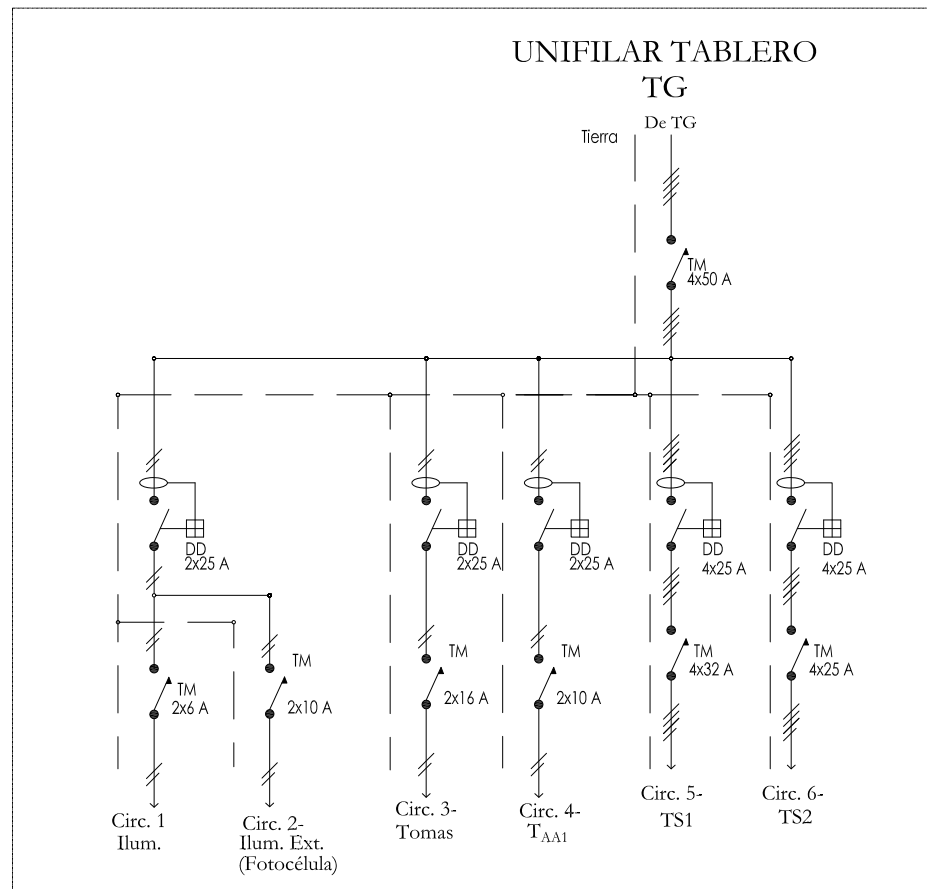 UNIFILAR TABLERO
TG
De TG
Tierra
TM
4x50 A
DD
2x25 A
DD
2x25 A
DD
2x25 A
DD
4x25 A
DD
4x25 A
TM
2x6 A
TM
2x10 A
TM
2x16 A
TM
2x10 A
TM
4x32 A
TM
4x25 A
Circ. 1
Ilum.
Circ. 2-
Ilum. Ext.
(Fotocélula)
Circ. 3-
Tomas
Circ. 4-
TAA1
Circ. 5-
TS1
Circ. 6-
TS2